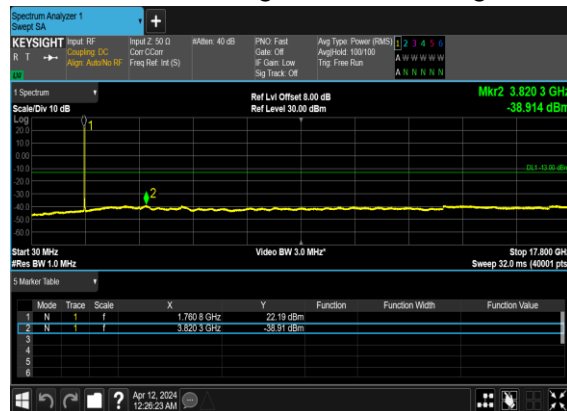 Spectrum Analyzer 1
Swept SA
+
KEYSIGHT Input: RF Input Z: 50 Ω #Atten: 40 dB PNO: Fast Avg Type: Power (RMS) 1 2 3 4 5 6
R T Coupling: DC Corr CCorr Gate: Off Avg|Hold: 100/100 A W W W W W
Align: Auto/No RF Freq Ref: Int (S) IF Gain: Low Trig: Free Run
LW Sig Track: Off A N N N N N
1 Spectrum Ref Lvl Offset 8.00 dB Mkr2 3.820 3 GHz
Scale/Div 10 dB Ref Level 30.00 dBm -38.914 dBm
Log
20.0
10.0
0.00
-10.0
-20.0
-30.0
-40.0
-50.0
-60.0
1
DL1 -13.00 dBm
2
Start 30 MHz Video BW 3.0 MHz* Stop 17.800 GHz
#Res BW 1.0 MHz Sweep 32.0 ms (40001 pts)
5 Marker Table
Mode Trace Scale X Y Function Function Width Function Value
1 N 1 f 1.760 8 GHz 22.19 dBm
2 N 1 f 3.820 3 GHz -38.91 dBm
3
4
5
6
? Apr 12, 2024
12:26:23 AM